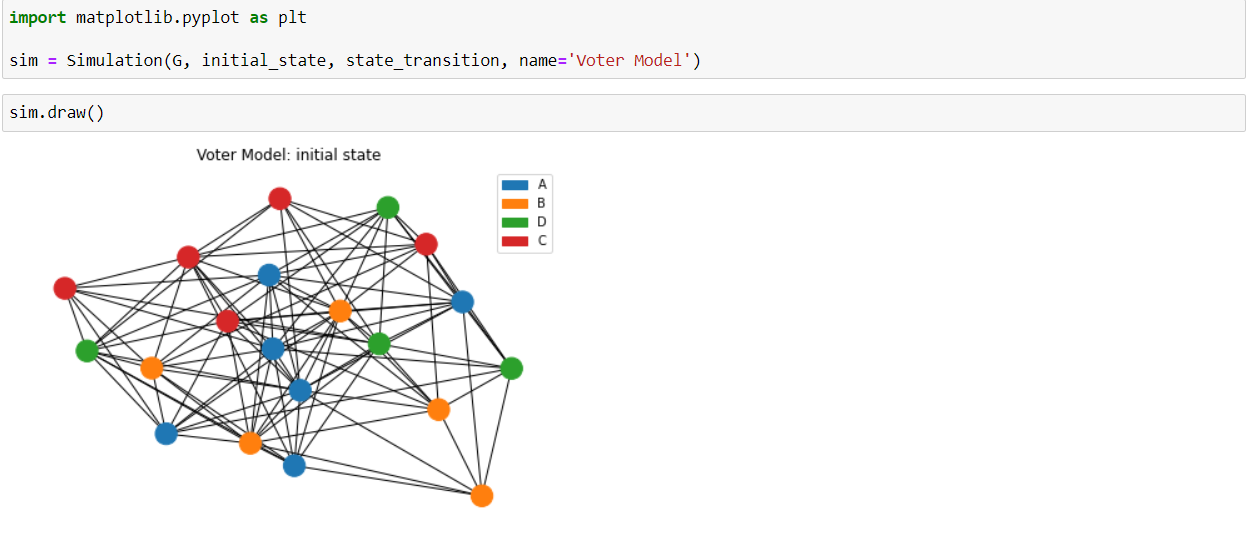 import matplotlib.pyplot as plt
sim = Simulation(G, initial_state, state_transition, name='Voter Model')
sim.draw()
Voter Model: initial state
A
B
D
C